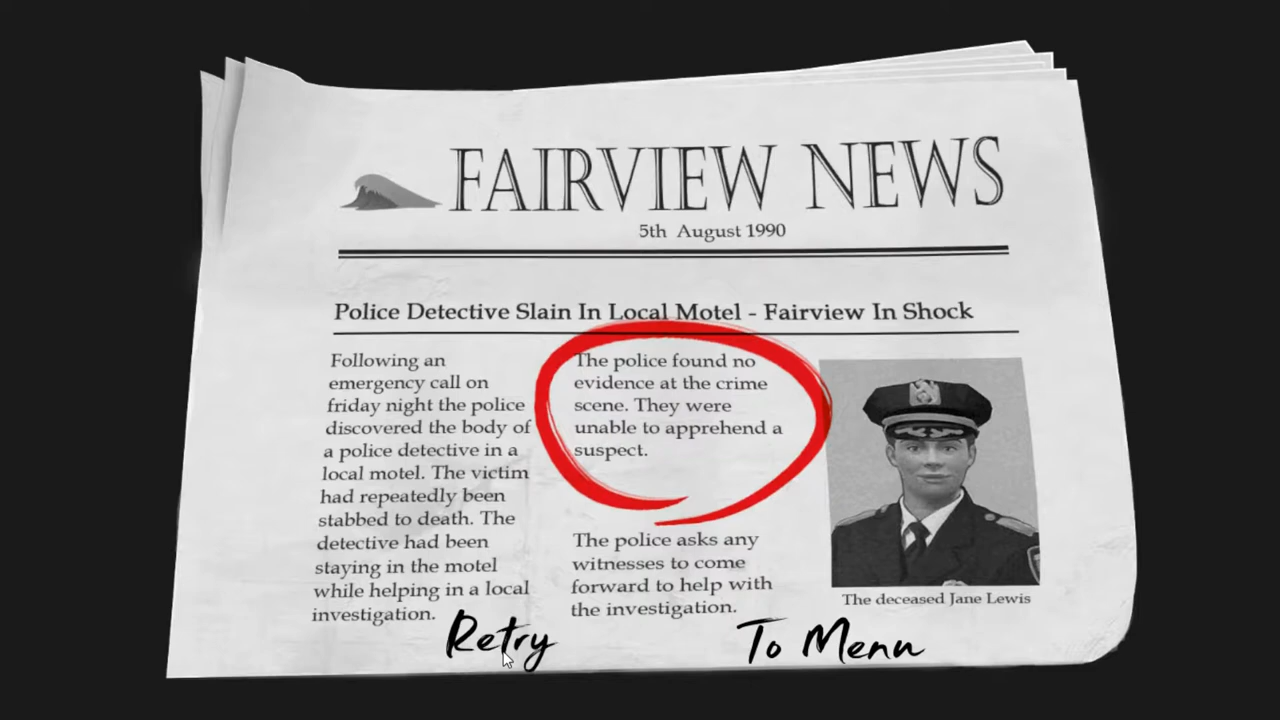 FAIRVIEW NEWS
5th August 1990
Police Detective Slain In Local Motel - Fairview In Shock
Following an
emergency call on
friday night the police
discovered the body of
a police detective in a
local motel. The victim
had repeatedly been
stabbed to death. The
detective had been
staying in the motel
while helping in a local
investigation.
The police found no
evidence at the crime
scene. They were
unable to apprehend a
suspect.
The police asks any
witnesses to come
forward to help with
the investigation.
The deceased Jane Lewis
Retry
To Menu